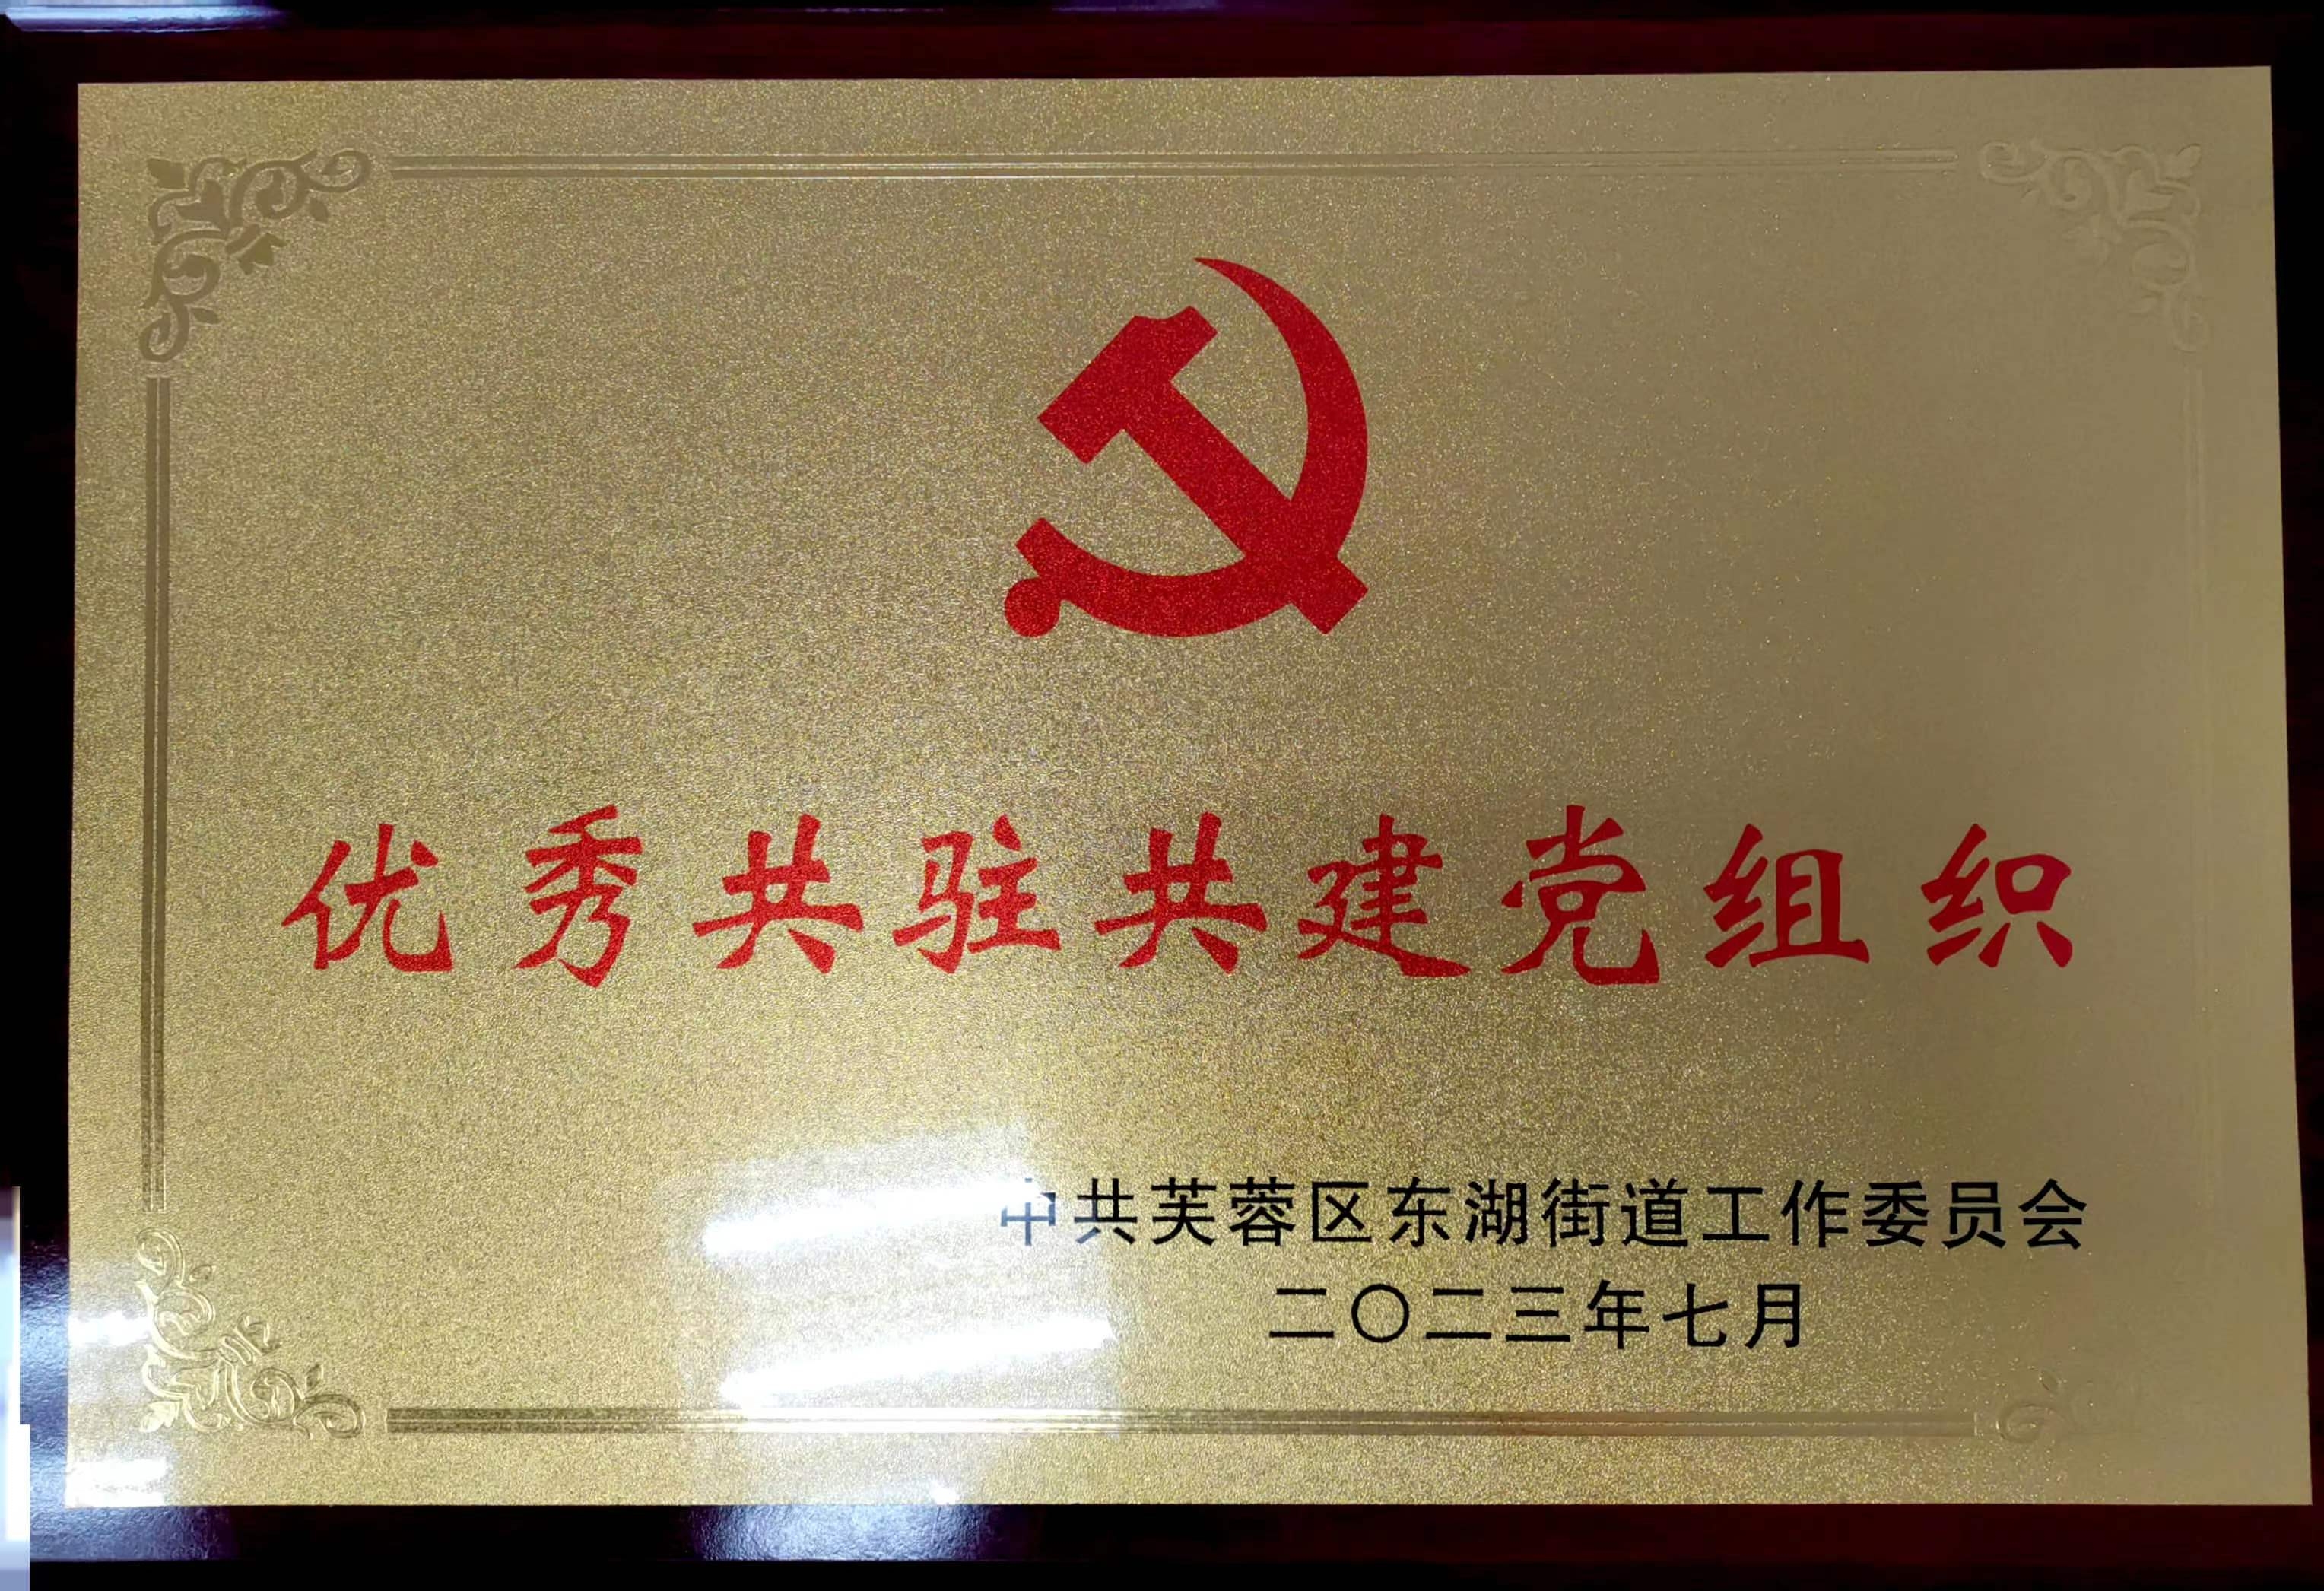 优秀共驻共建党组织
中共芙蓉区东湖街道工作委员会
二〇二三年七月